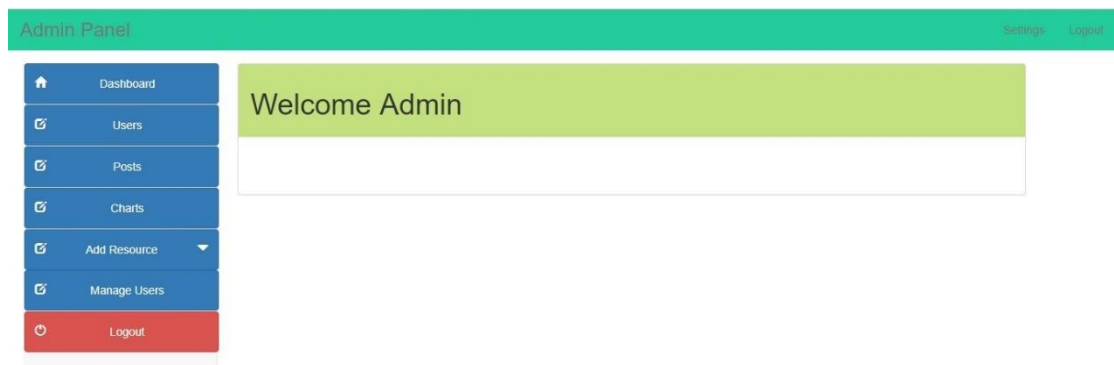 Admin Panel
Settings
Logout
Dashboard
Users
Posts
Charts
Add Resource
Manage Users
Logout
Welcome Admin